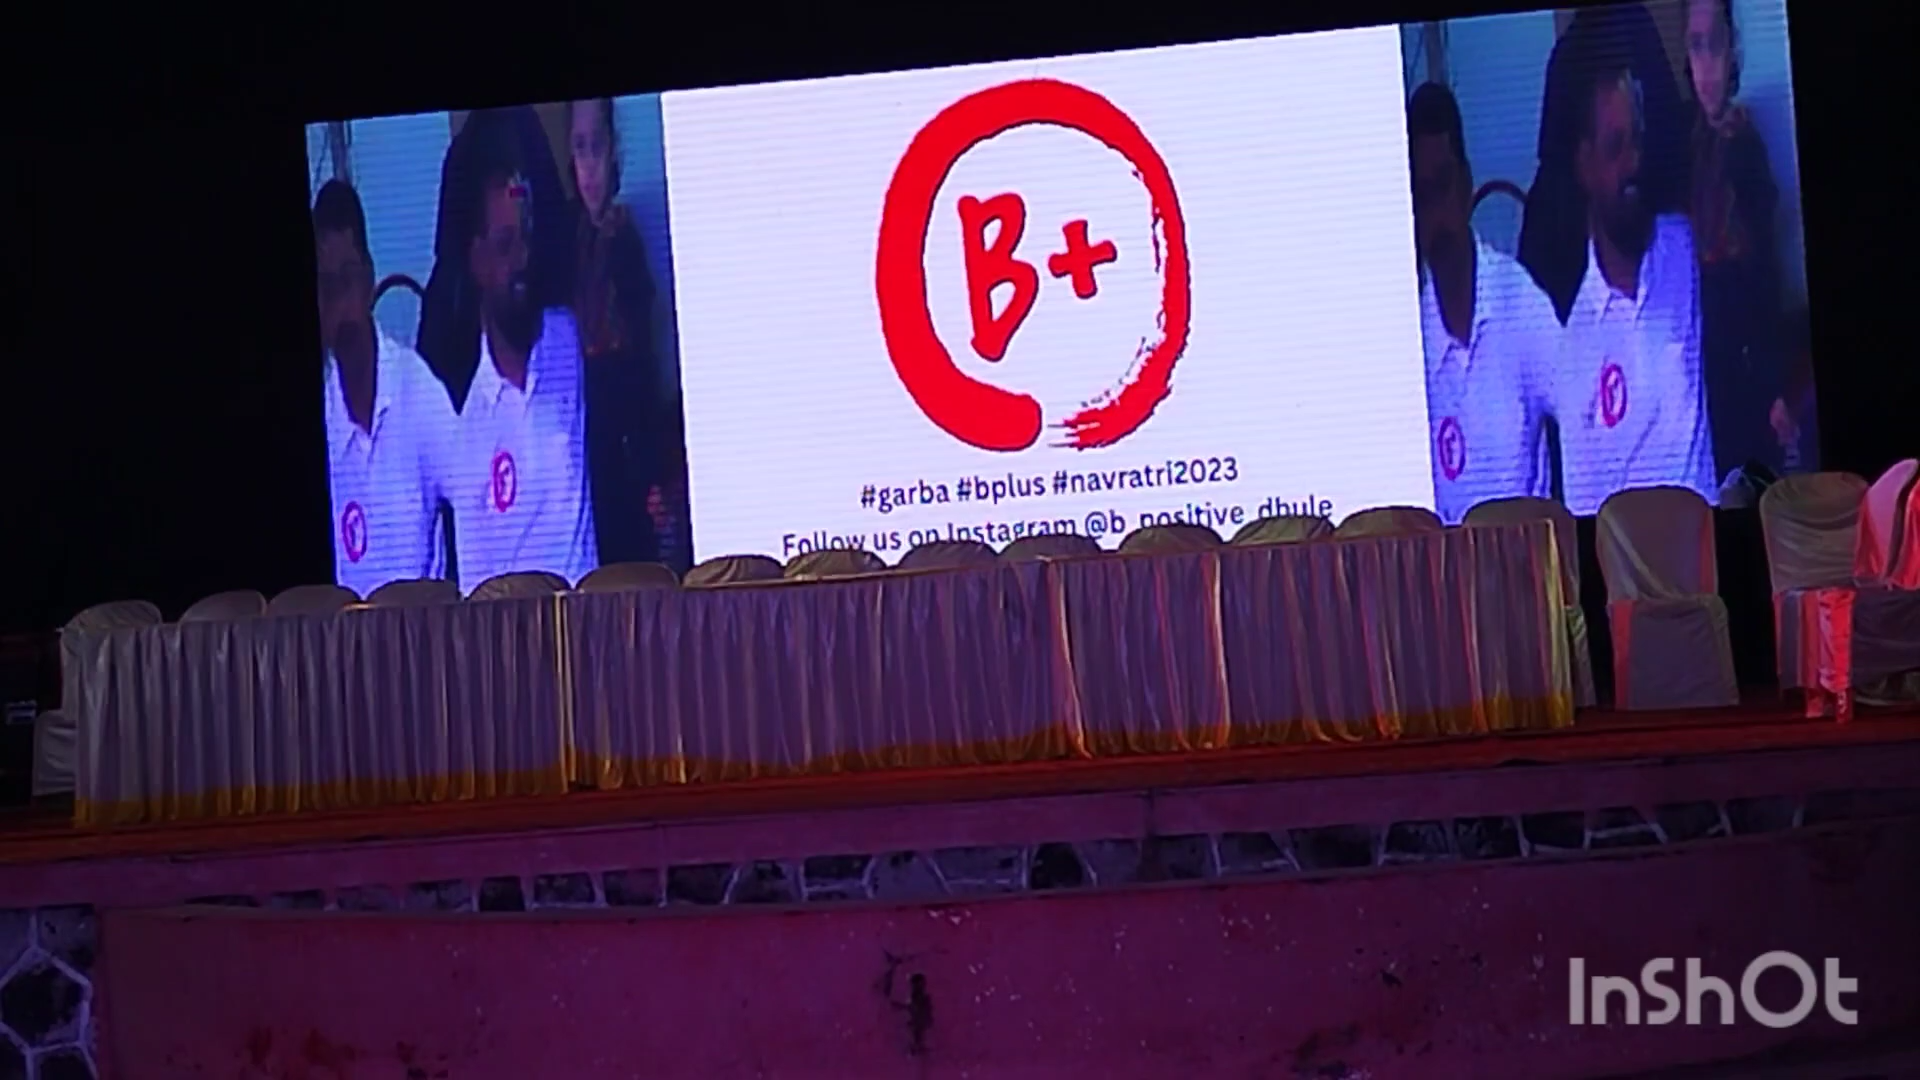 B+
#garba #bplus #navratri2023
Follow us on Instagram @b_positive_dhule
InShOt